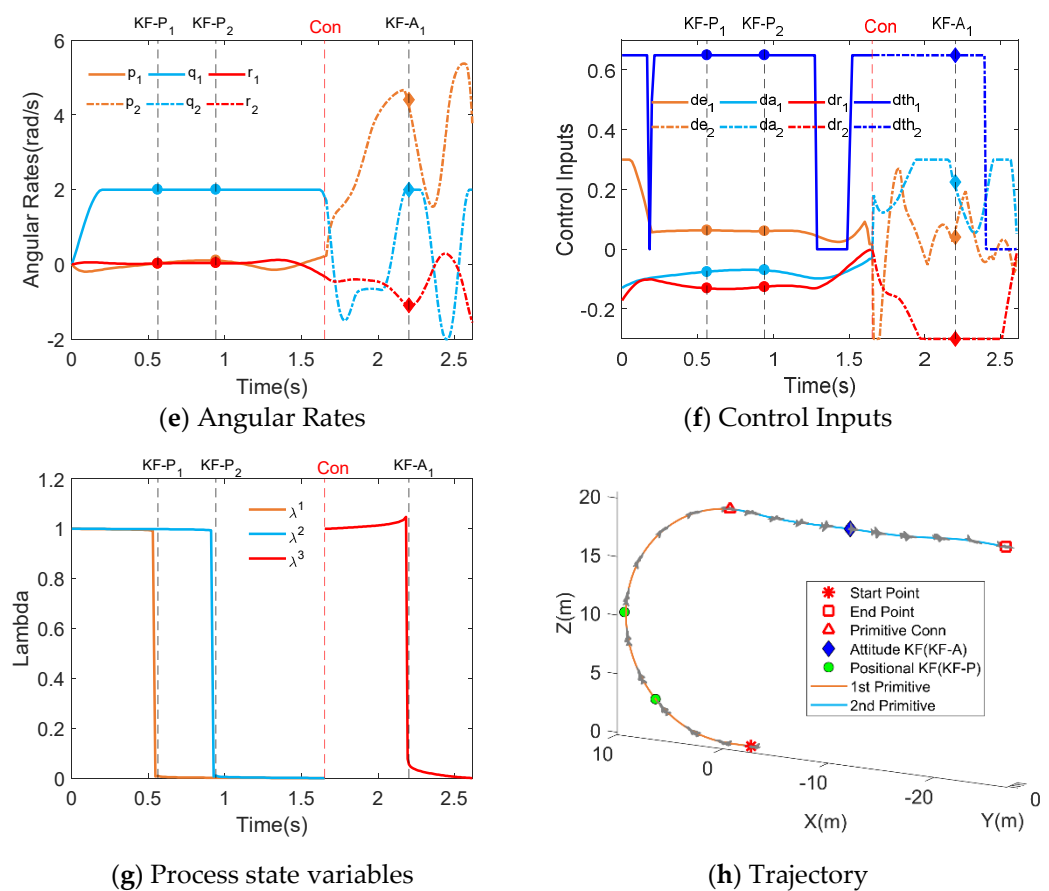 KF-P1 KF-P2 Con KF-A1
6
4
2
0
-2
Angular Rates(rad/s)
p1 q1 r1
p2 q2 r2
0 0.5 1 1.5 2 2.5
Time(s)
(e) Angular Rates
KF-P1 KF-P2 Con KF-A1
0.6
0.4
0.2
0
-0.2
Control Inputs
de1 da1 dr1 dth1
de2 da2 dr2 dth2
0 0.5 1 1.5 2 2.5
Time(s)
(f) Control Inputs
KF-P1 KF-P2 Con KF-A1
1.2
1
0.8
0.6
0.4
0.2
0
Lambda
λ1
λ2
λ3
0 0.5 1 1.5 2 2.5
Time(s)
(g) Process state variables
20
15
10
5
0
Z(m)
Start Point
End Point
Primitive Conn
Attitude KF(KF-A)
Positional KF(KF-P)
1st Primitive
2nd Primitive
10 0 -10 -20 0
X(m) Y(m)
(h) Trajectory